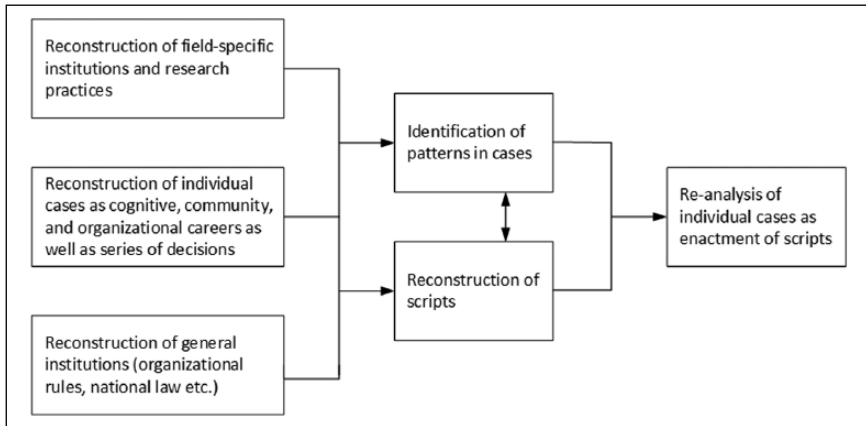 Reconstruction of field-specific
institutions and research
practices
Reconstruction of individual
cases as cognitive, community,
and organizational careers as
well as series of decisions
Reconstruction of general
institutions (organizational
rules, national law etc.)
Identification of
patterns in cases
Reconstruction of
scripts
Re-analysis of
individual cases as
enactment of scripts